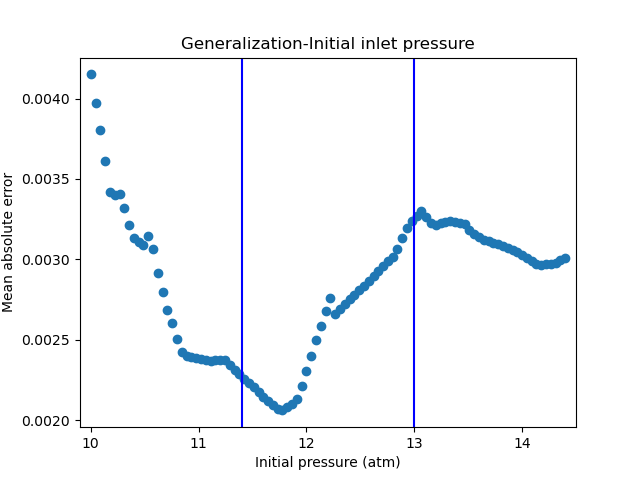 Generalization-Initial inlet pressure
Mean absolute error
0.0040
0.0035
0.0030
0.0025
0.0020
10 11 12 13 14
Initial pressure (atm)